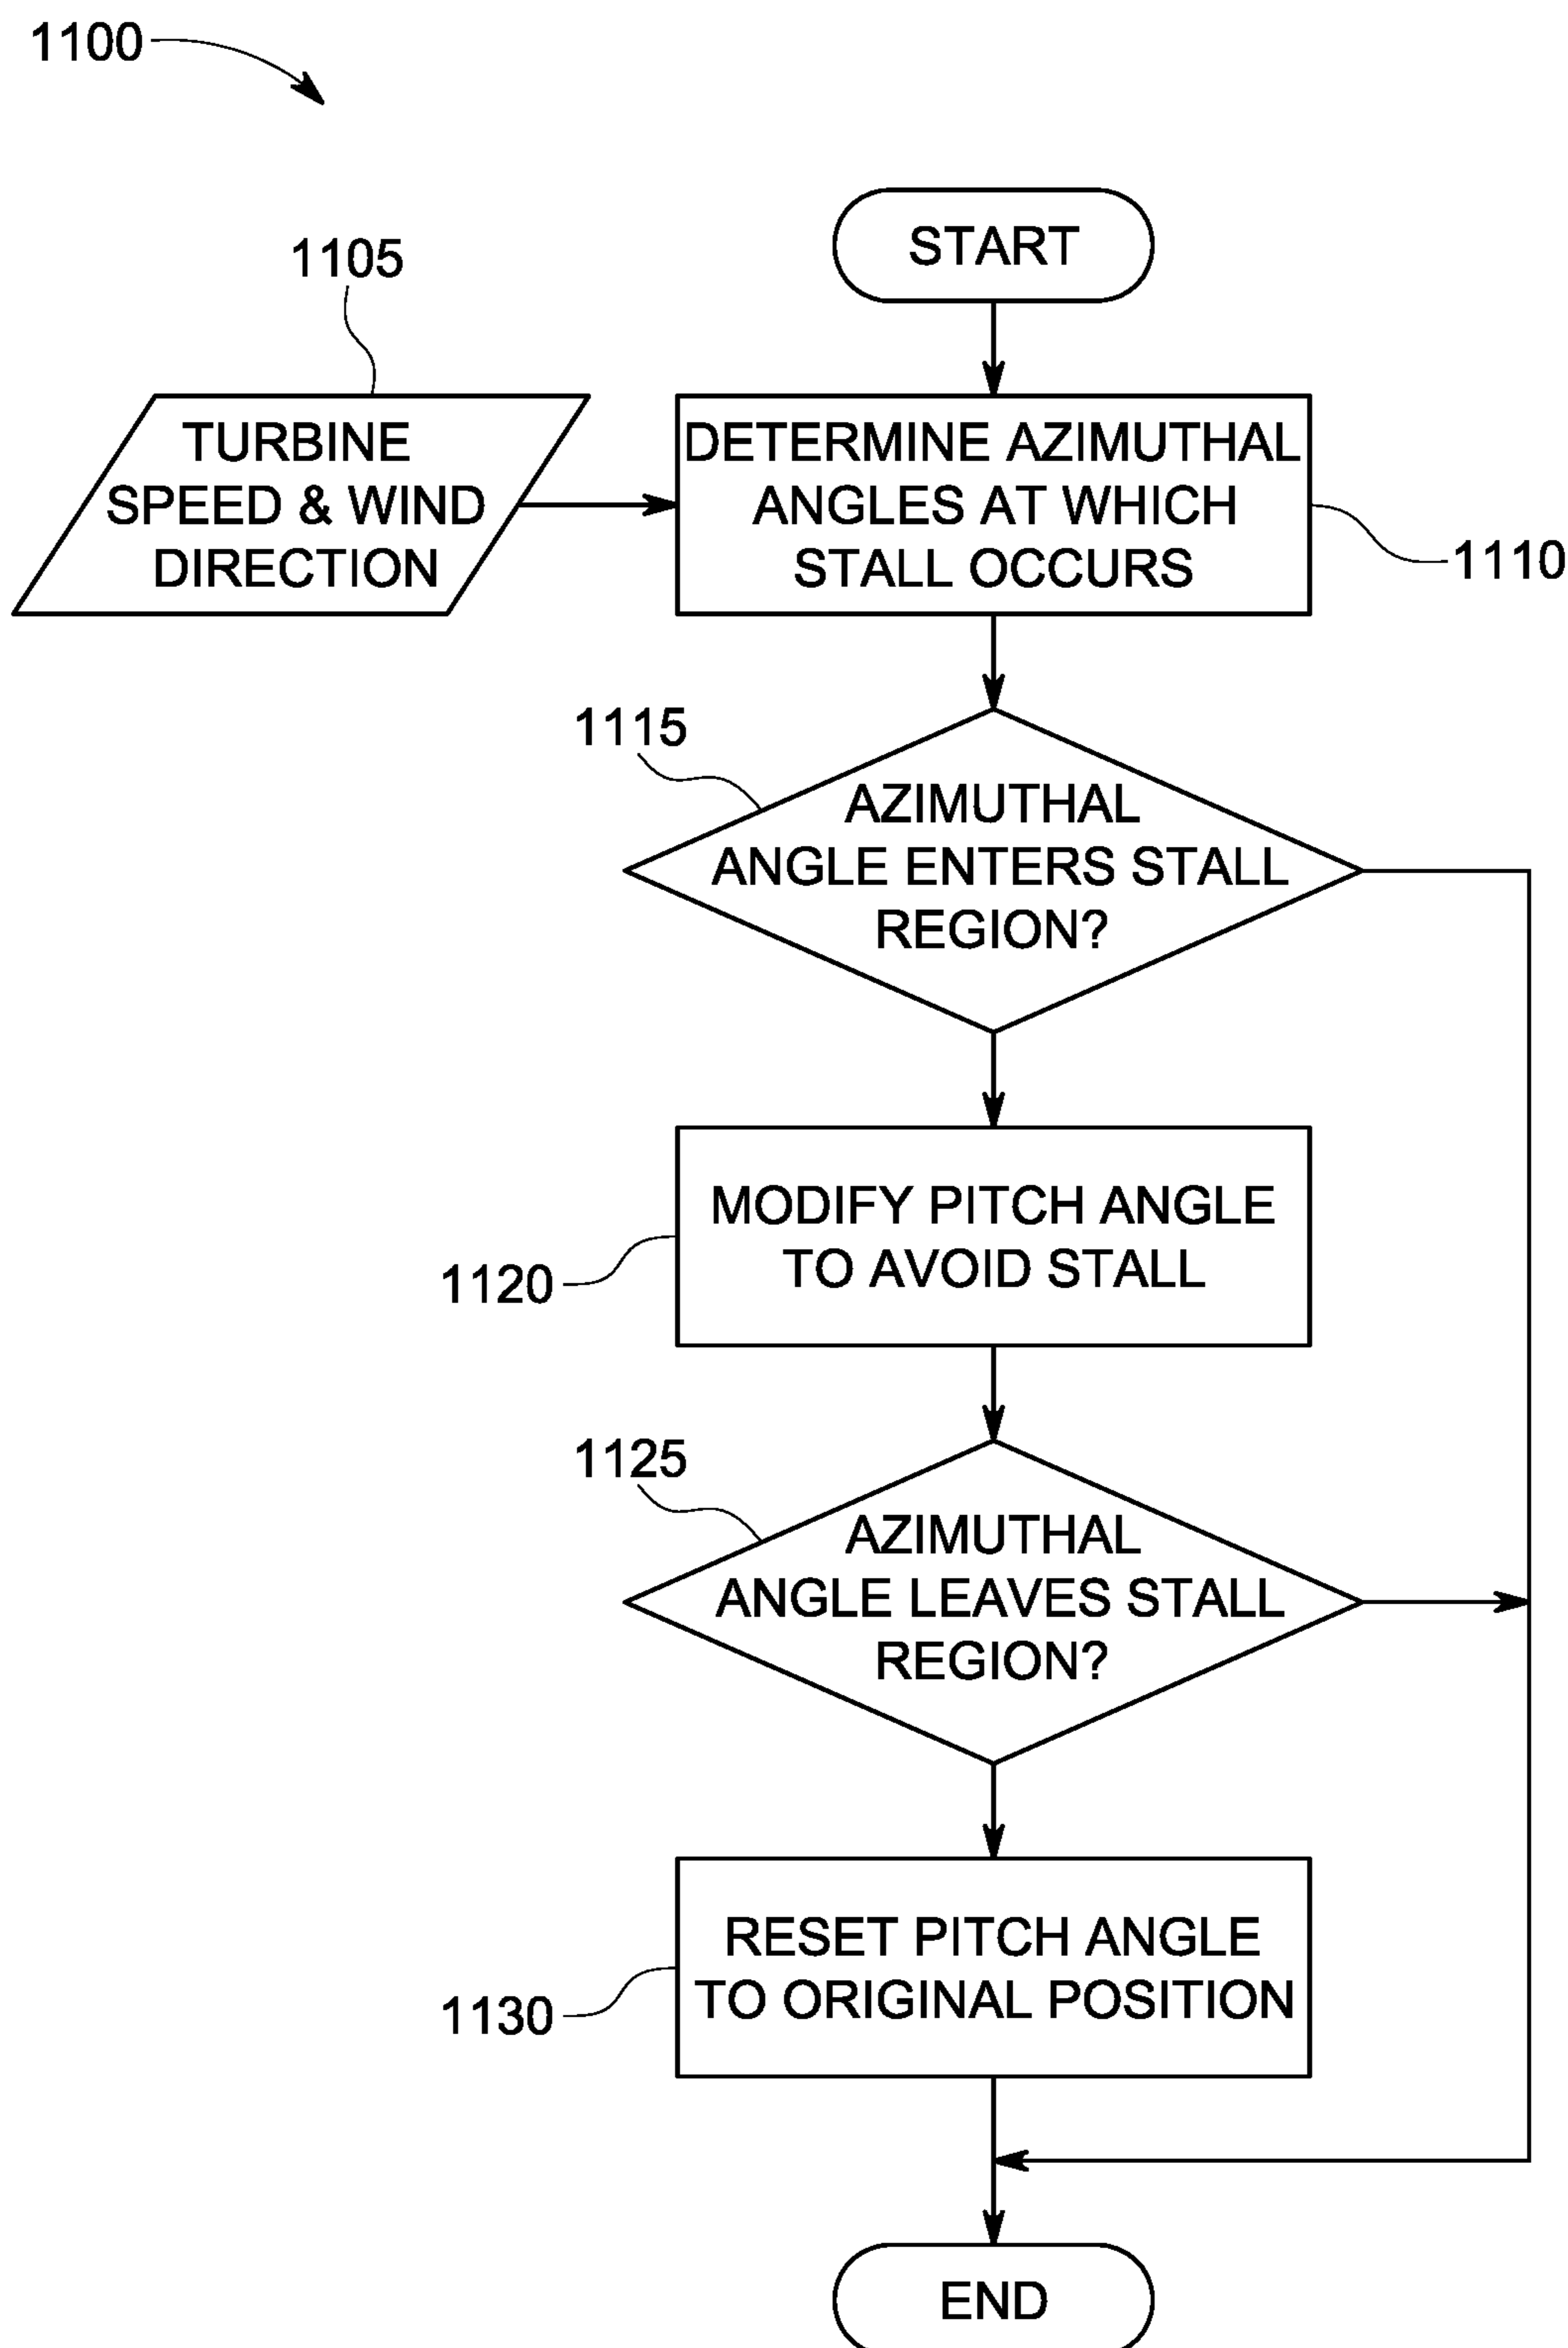 1100
START
1105
TURBINE
SPEED & WIND
DIRECTION
DETERMINE AZIMUTHAL
ANGLES AT WHICH
STALL OCCURS
1110
1115
AZIMUTHAL
ANGLE ENTERS STALL
REGION?
MODIFY PITCH ANGLE
TO AVOID STALL
1120
1125
AZIMUTHAL
ANGLE LEAVES STALL
REGION?
RESET PITCH ANGLE
TO ORIGINAL POSITION
1130
END